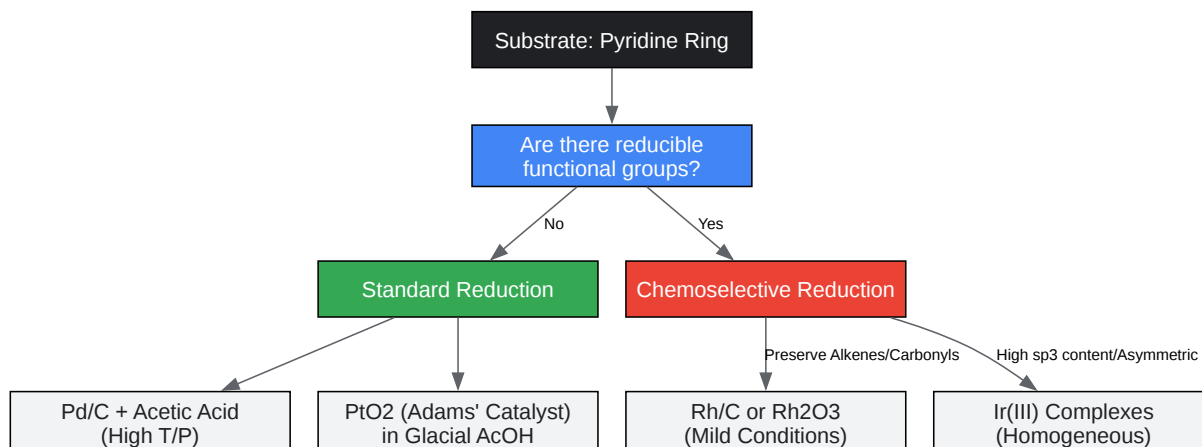 Substrate: Pyridine Ring
Are there reducible
functional groups?
No
Yes
Standard Reduction
Chemoselective Reduction
Preserve Alkenes/Carbonyls
High sp3 content/Asymmetric
Pd/C + Acetic Acid
(High T/P)
PtO2 (Adams' Catalyst)
in Glacial AcOH
Rh/C or Rh2O3
(Mild Conditions)
Ir(III) Complexes
(Homogeneous)